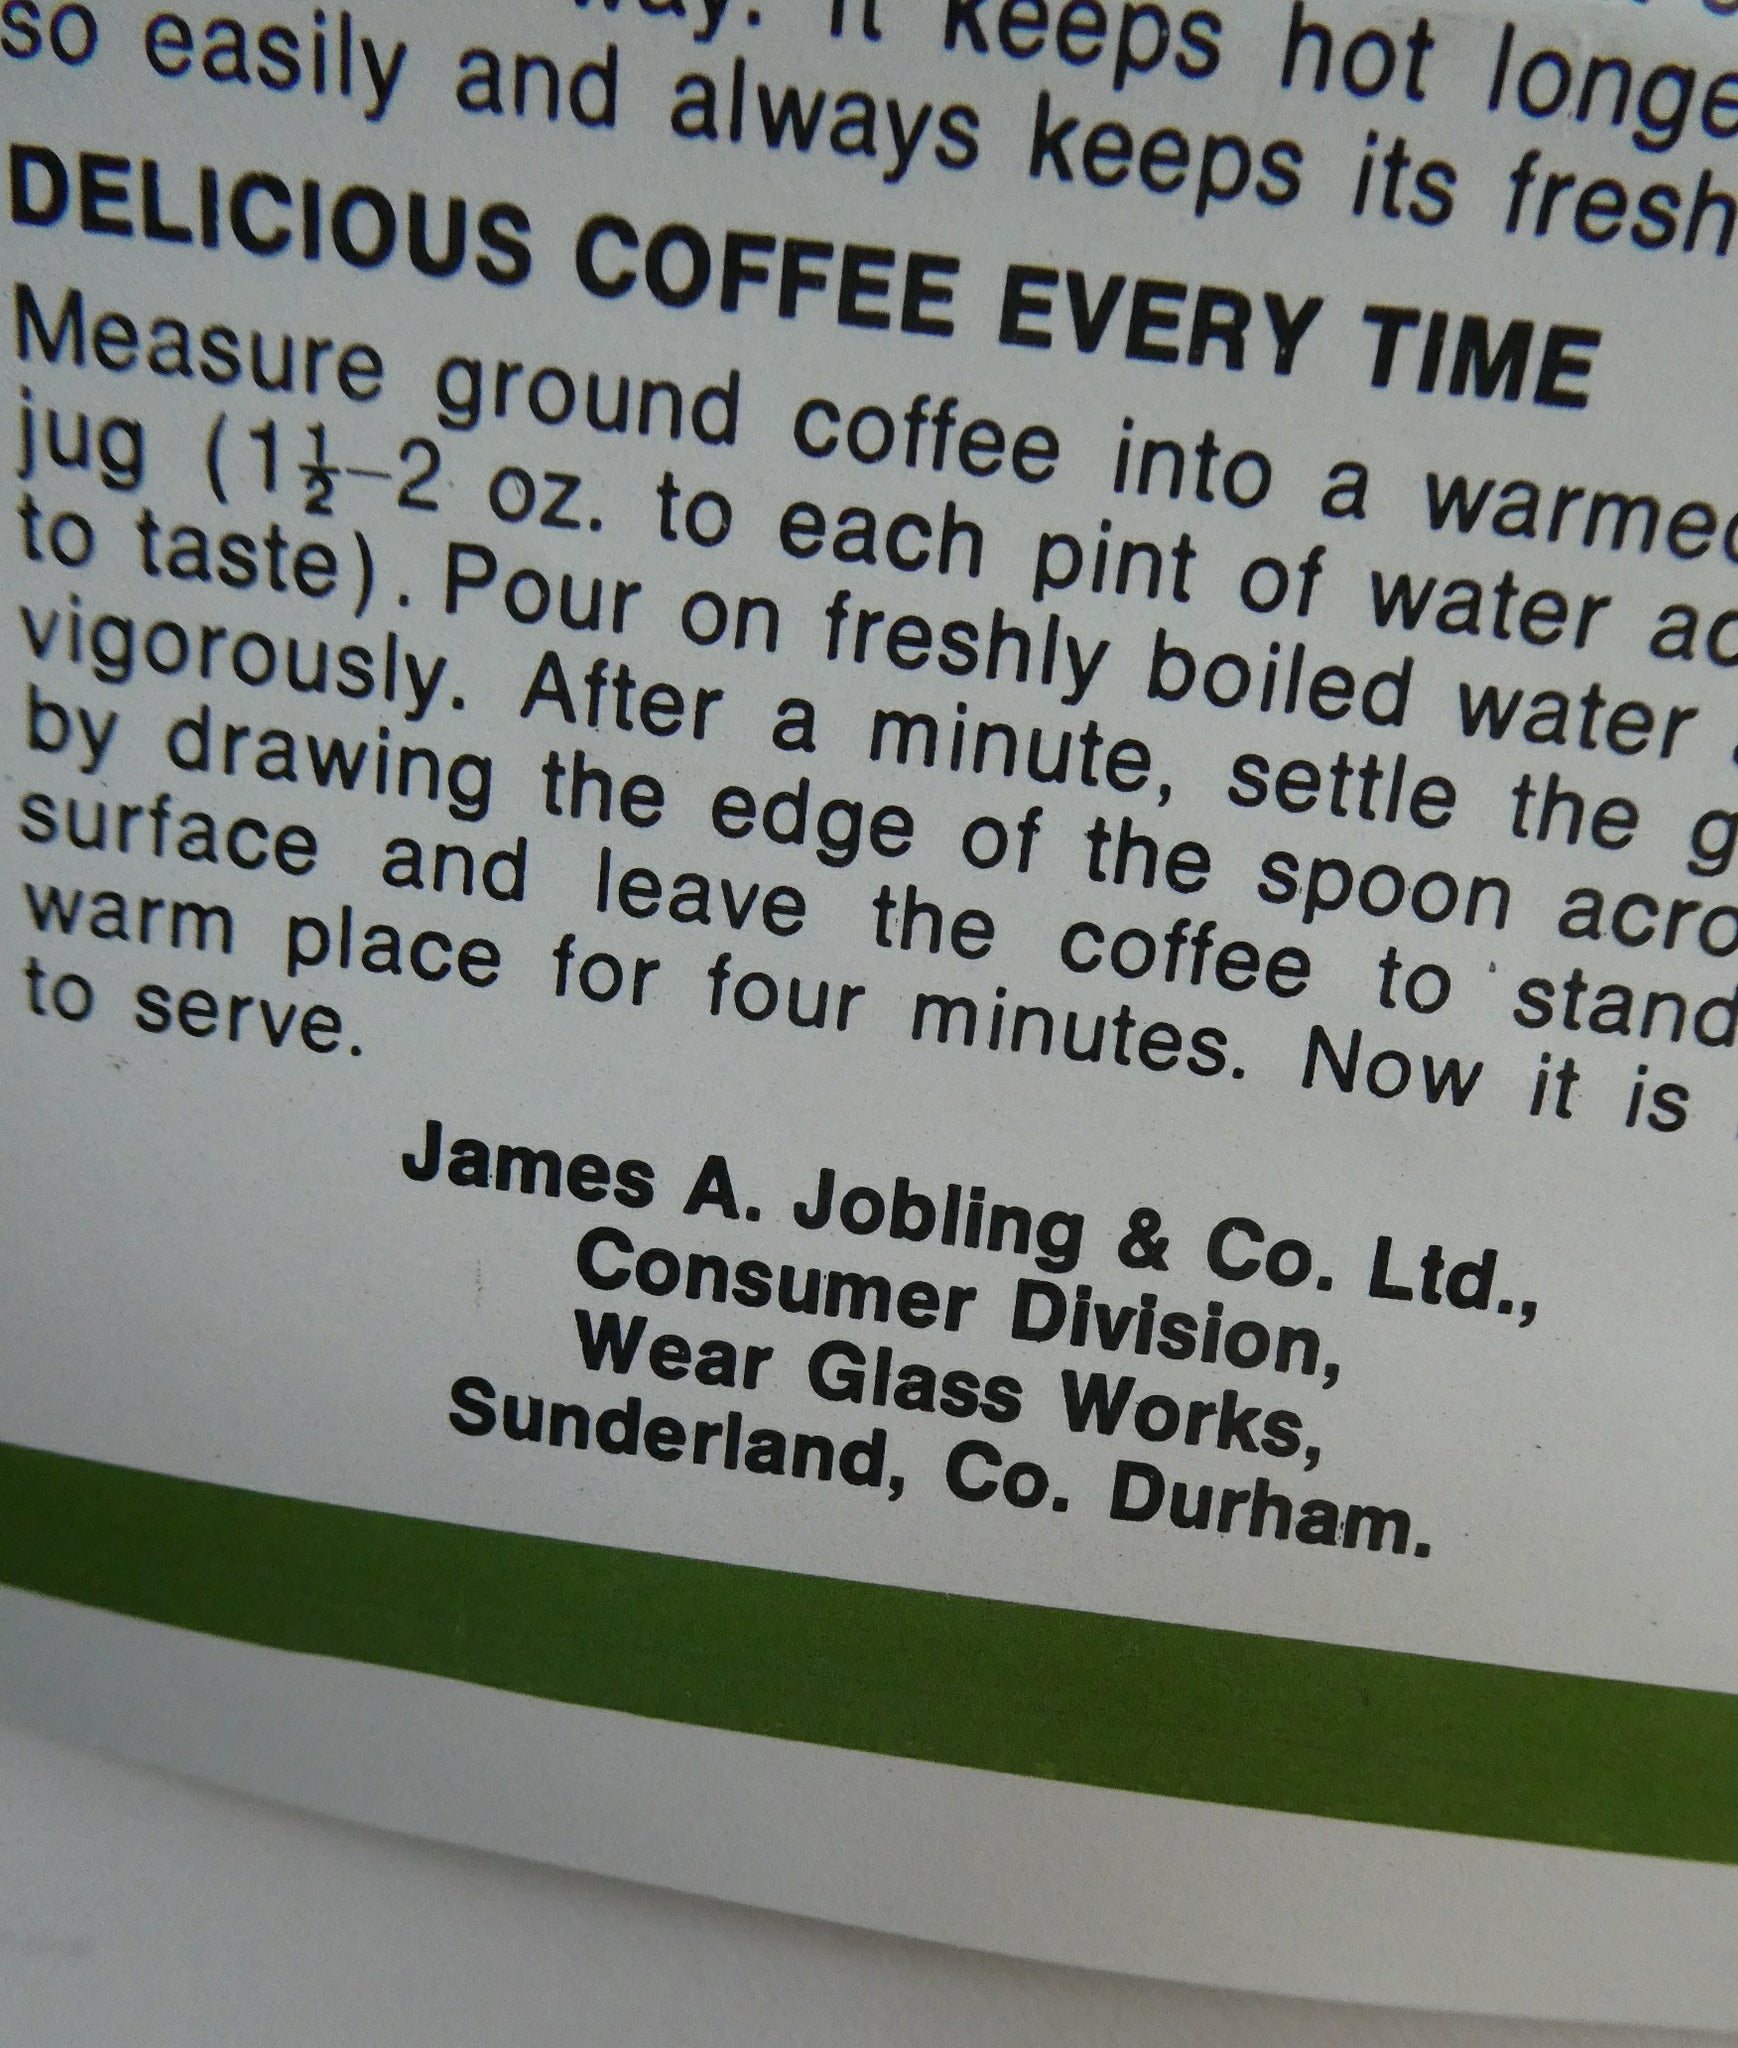 It keeps hot
so easily and always keeps its
DELICIOUS COFFEE EVERY TIME
Measure ground coffee into a
jug (1½–2 oz. to each pint of water
to taste). Pour on freshly boiled water
vigorously. After a minute, settle the
by drawing the edge of the spoon
surface and leave the coffee to stand
warm place for four minutes. Now it is
to serve.
James A. Jobling & Co. Ltd.,
Consumer Division,
Wear Glass Works,
Sunderland, Co. Durham.